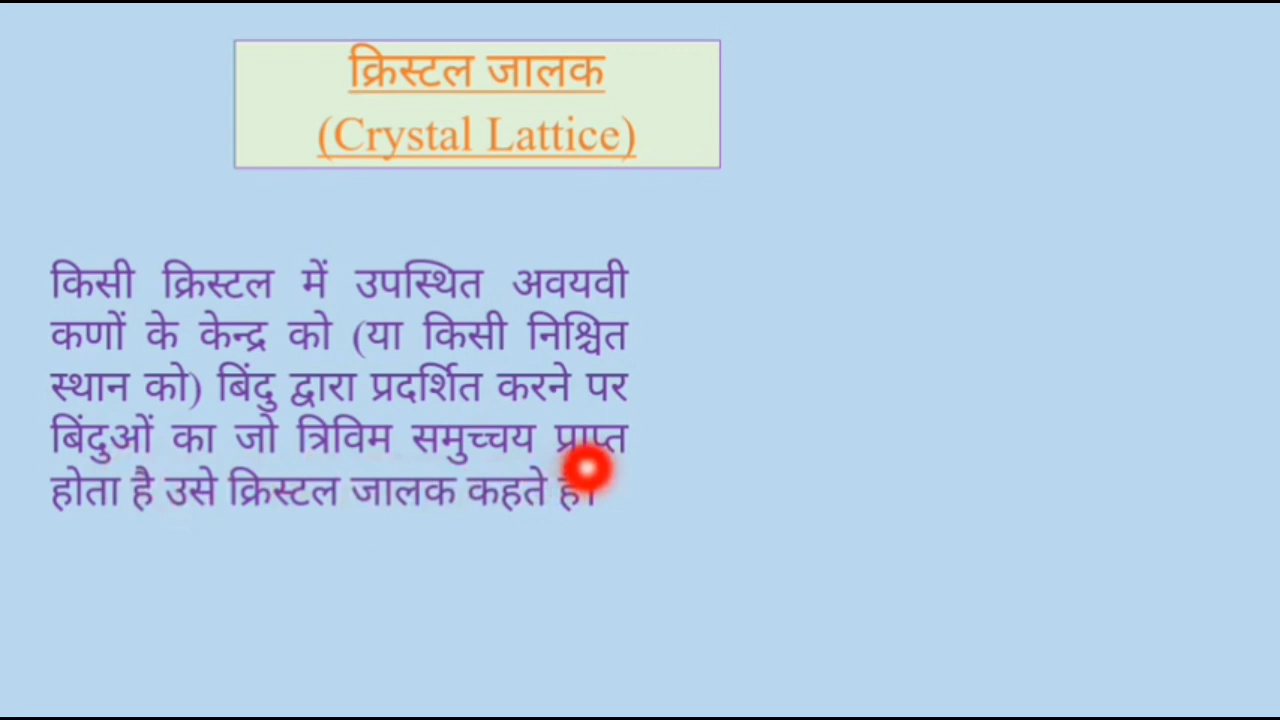 क्रिस्टल जालक
(Crystal Lattice)
किसी क्रिस्टल में उपस्थित अवयवी
कणों के केन्द्र को (या किसी निश्चित
स्थान को) बिंदु द्वारा प्रदर्शित करने पर
बिंदुओं का जो त्रिविम समुच्चय प्राप्त
होता है उसे क्रिस्टल जालक कहते हैं।